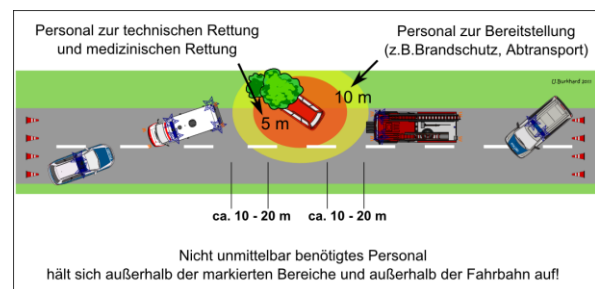 Personal zur technischen Rettung
und medizinischen Rettung
Personal zur Bereitstellung
(z.B.Brandschutz, Abtransport)
10 m
5 m
ca. 10 - 20 m
ca. 10 - 20 m
Nicht unmittelbar benötigtes Personal
hält sich außerhalb der markierten Bereiche und außerhalb der Fahrbahn auf!